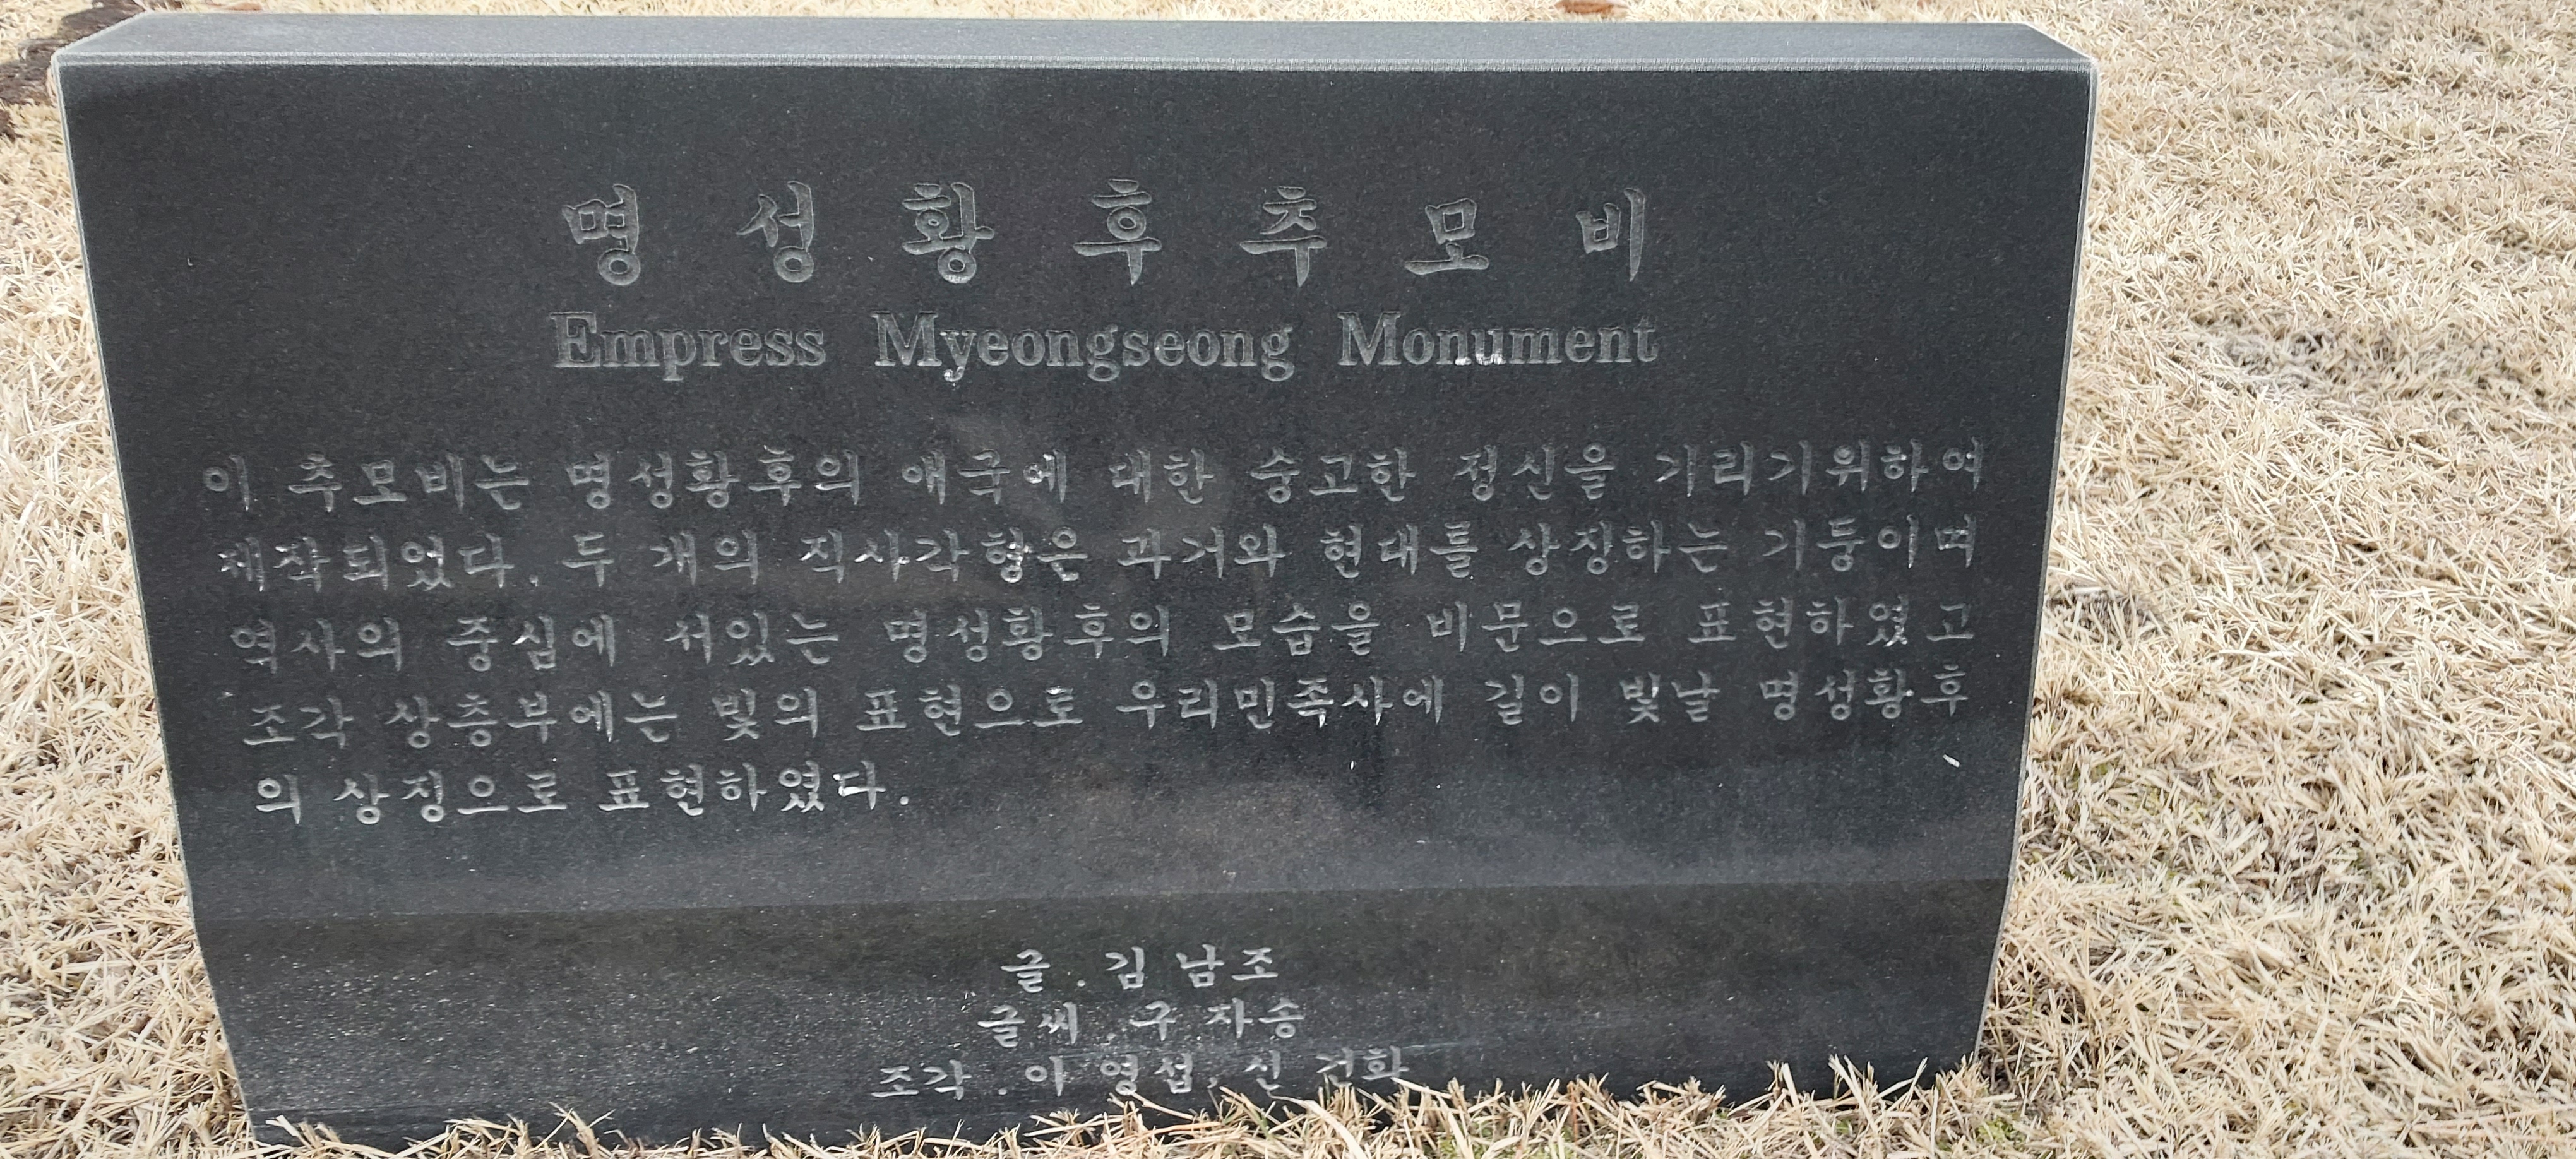 명성황후추모비
Empress Myeongseong Monument
이 추모비는 명성황후의 애국에 대한 숭고한 정신을 기리기위하여
제작되었다. 두 개의 직사각형은 과거와 현대를 상징하는 기둥이며
역사의 중심에 서있는 명성황후의 모습을 비문으로 표현하였고
조각 상층부에는 빛의 표현으로 우리민족사에 길이 빛날 명성황후
의 상징으로 표현하였다.
글 . 김 남조
글씨 . 구 자송
조각 . 이 영섭, 신 건화